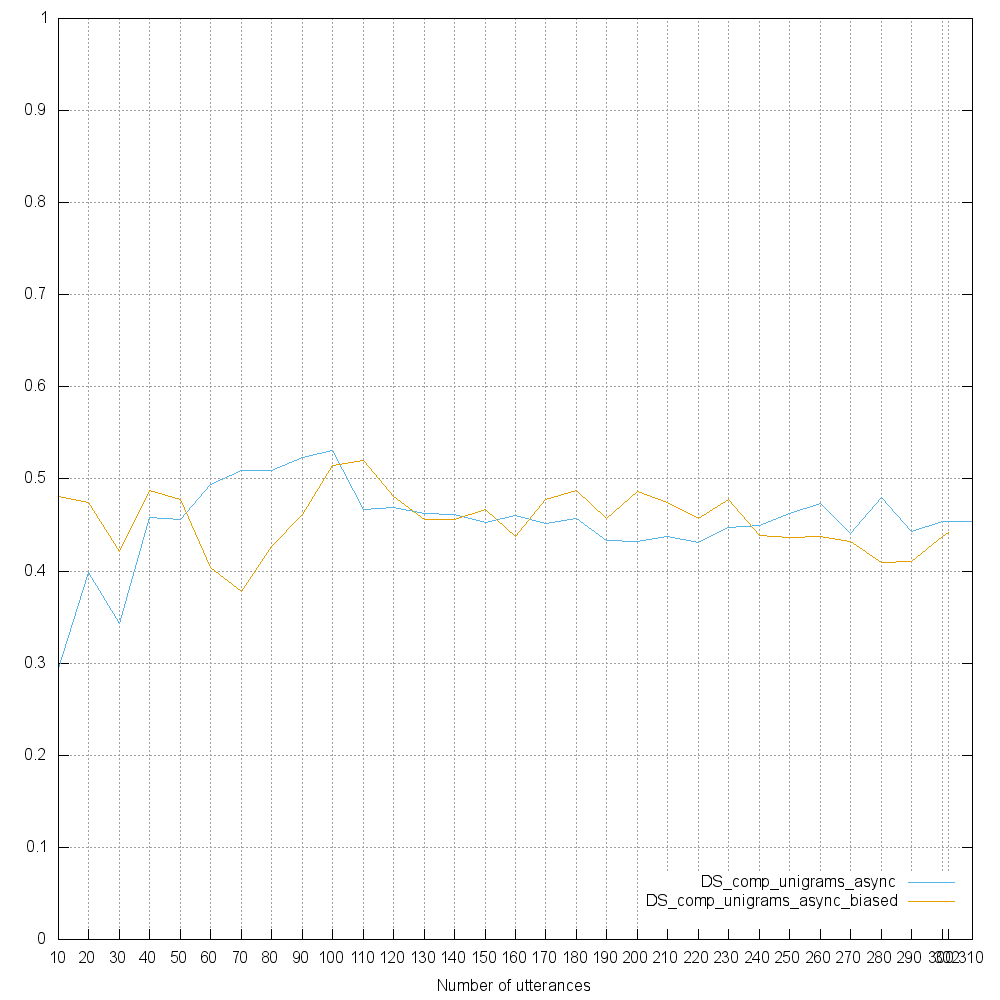 1
0.9
0.8
0.7
0.6
0.5
0.4
0.3
0.2
0.1
0
DS_comp_unigrams_async
DS_comp_unigrams_async_biased
10 20 30 40 50 60 70 80 90 100 110 120 130 140 150 160 170 180 190 200 210 220 230 240 250 260 270 280 290 300 302 310
Number of utterances